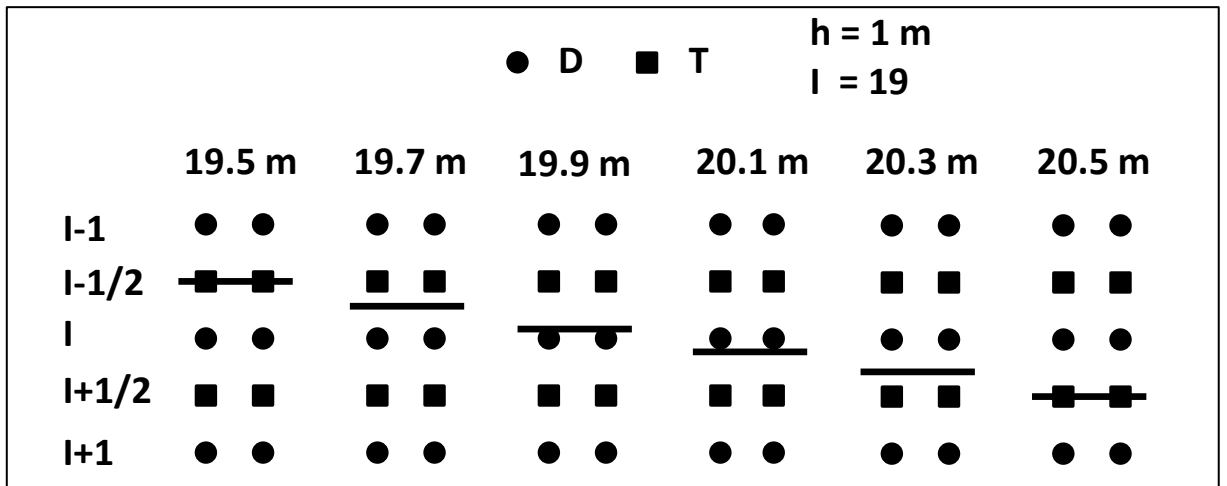 D T
h = 1 m
I = 19
19.5 m 19.7 m 19.9 m 20.1 m 20.3 m 20.5 m
I-1
I-1/2
I
I+1/2
I+1